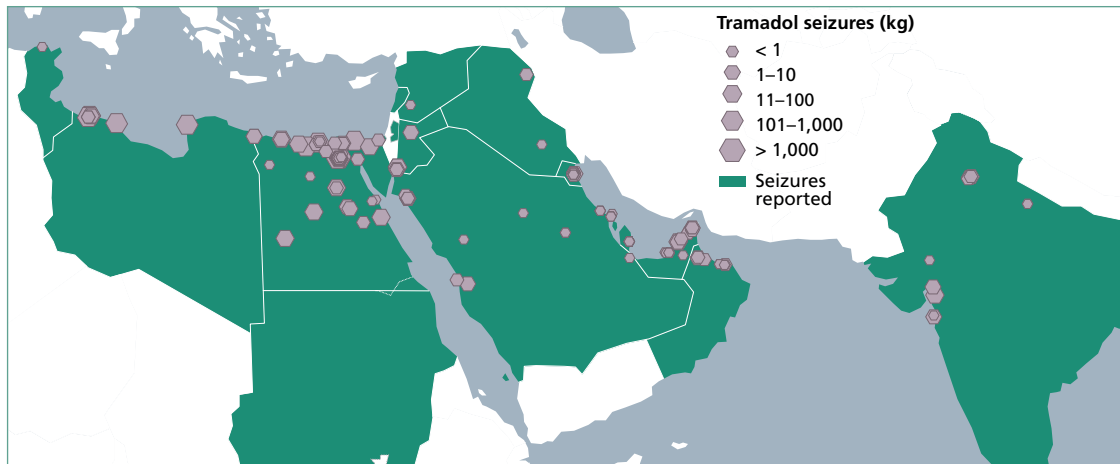 Tramadol seizures (kg)
< 1
1–10
11–100
101–1,000
> 1,000
Seizures
reported